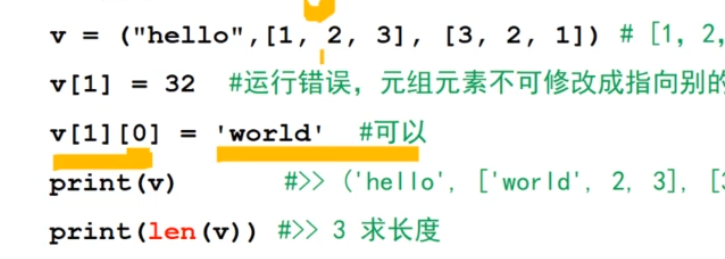 v = ("hello",[1, 2, 3], [3, 2, 1]) # [1, 2,
v[1] = 32 #运行错误，元组元素不可修改成指向别的
v[1][0] = 'world' #可以
print(v) #>> ('hello', ['world', 2, 3], [3
print(len(v)) #>> 3 求长度